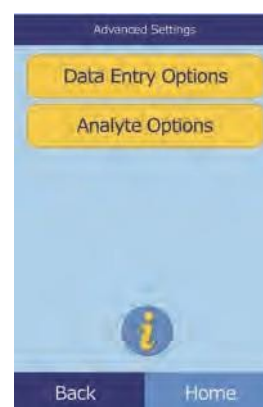 Advanced Settings
Data Entry Options
Analyte Options
i
Back
Home